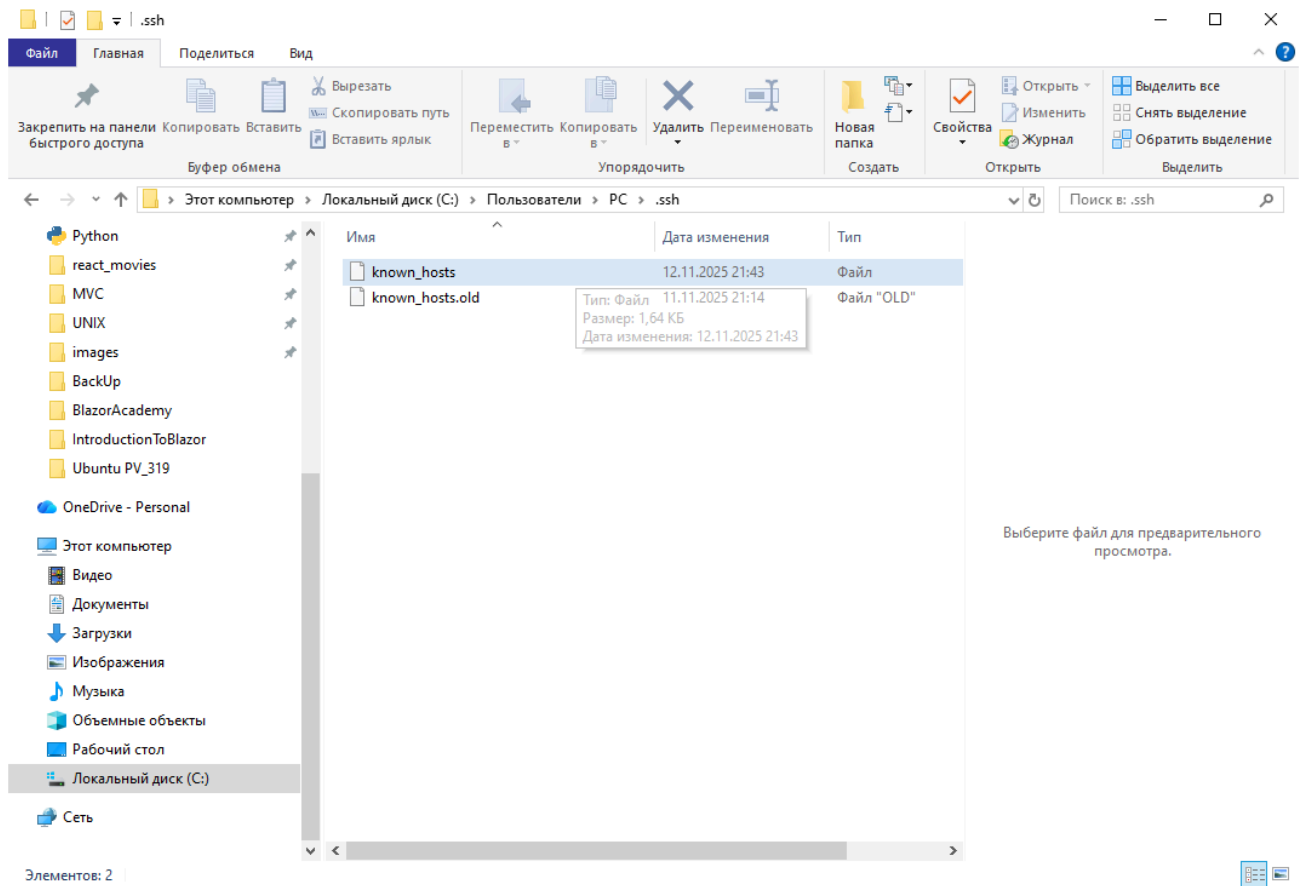 .ssh
Файл Главная Поделиться Вид
Закрепить на панели быстрого доступа
Копировать
Вставить
Вырезать
Скопировать путь
Вставить ярлык
Переместить в
Копировать в
Удалить
Переименовать
Новая папка
Свойства
Открыть
Изменить
Журнал
Выделить все
Снять выделение
Обратить выделение
Буфер обмена Упорядочить Создать Открыть Выделить
Этот компьютер Локальный диск (C:) Пользователи PC .ssh
Поиск в: .ssh
Python
react_movies
MVC
UNIX
images
BackUp
BlazorAcademy
IntroductionToBlazor
Ubuntu PV_319
OneDrive - Personal
Этот компьютер
Видео
Документы
Загрузки
Изображения
Музыка
Объемные объекты
Рабочий стол
Локальный диск (C:)
Сеть
Имя Дата изменения Тип
known_hosts 12.11.2025 21:43 Файл
known_hosts.old 11.11.2025 21:14 Файл "OLD"
Тип: Файл
Размер: 1,64 КБ
Дата изменения: 12.11.2025 21:43
Выберите файл для предварительного
просмотра.
Элементов: 2